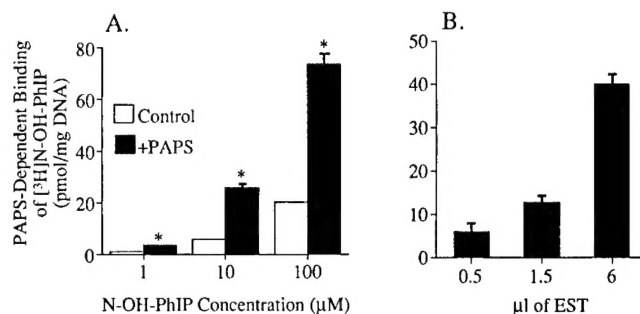 A.
PAPS-Dependent Binding
of [³H]N-OH-PhIP
(pmol/mg DNA)
80
60
40
20
0
Control
+PAPS
*
*
*
1
10
100
N-OH-PhIP Concentration (µM)
B.
50
40
30
20
10
0
0.5
1.5
6
µl of EST